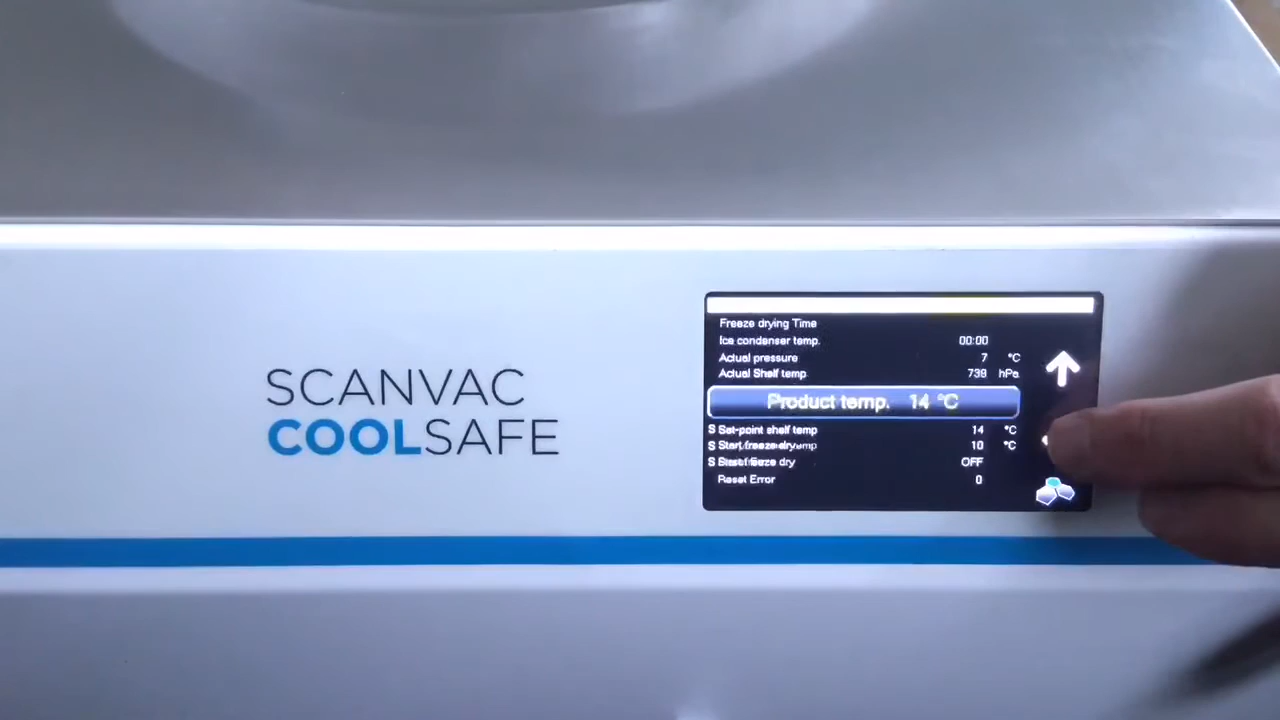 SCANVAC
COOLSAFE
Freeze drying Time
Ice condenser temp. 00:00
Actual pressure 7 °C
Actual Shelf temp 739 hPa
Product temp. 14 °C
S Set-point shelf temp 14 °C
S 10 °C
S OFF
Reset Error 0